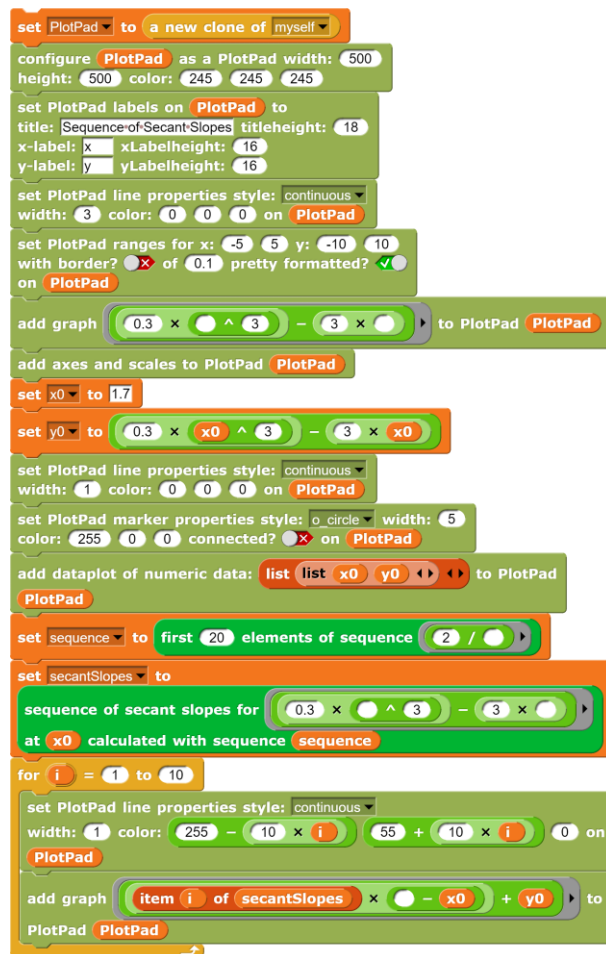 set PlotPad to a new clone of myself
configure PlotPad as a PlotPad width: 500
height: 500 color: 245 245 245
set PlotPad labels on PlotPad to
title: Sequence·of·Secant·Slopes titleheight: 18
x-label: x xLabelheight: 16
y-label: y yLabelheight: 16
set PlotPad line properties style: continuous
width: 3 color: 0 0 0 on PlotPad
set PlotPad ranges for x: -5 5 y: -10 10
with border? of 0.1 pretty formatted?
on PlotPad
add graph 0.3 × ^ 3 − 3 × to PlotPad PlotPad
add axes and scales to PlotPad PlotPad
set x0 to 1.7
set y0 to 0.3 × x0 ^ 3 − 3 × x0
set PlotPad line properties style: continuous
width: 1 color: 0 0 0 on PlotPad
set PlotPad marker properties style: o_circle width: 5
color: 255 0 0 connected? on PlotPad
add dataplot of numeric data: list list x0 y0 to PlotPad
PlotPad
set sequence to first 20 elements of sequence 2 /
set secantSlopes to
sequence of secant slopes for 0.3 × ^ 3 − 3 ×
at x0 calculated with sequence sequence
for i = 1 to 10
set PlotPad line properties style: continuous
width: 1 color: 255 − 10 × i 55 + 10 × i 0 on
PlotPad
add graph item i of secantSlopes × − x0 + y0 to
PlotPad PlotPad